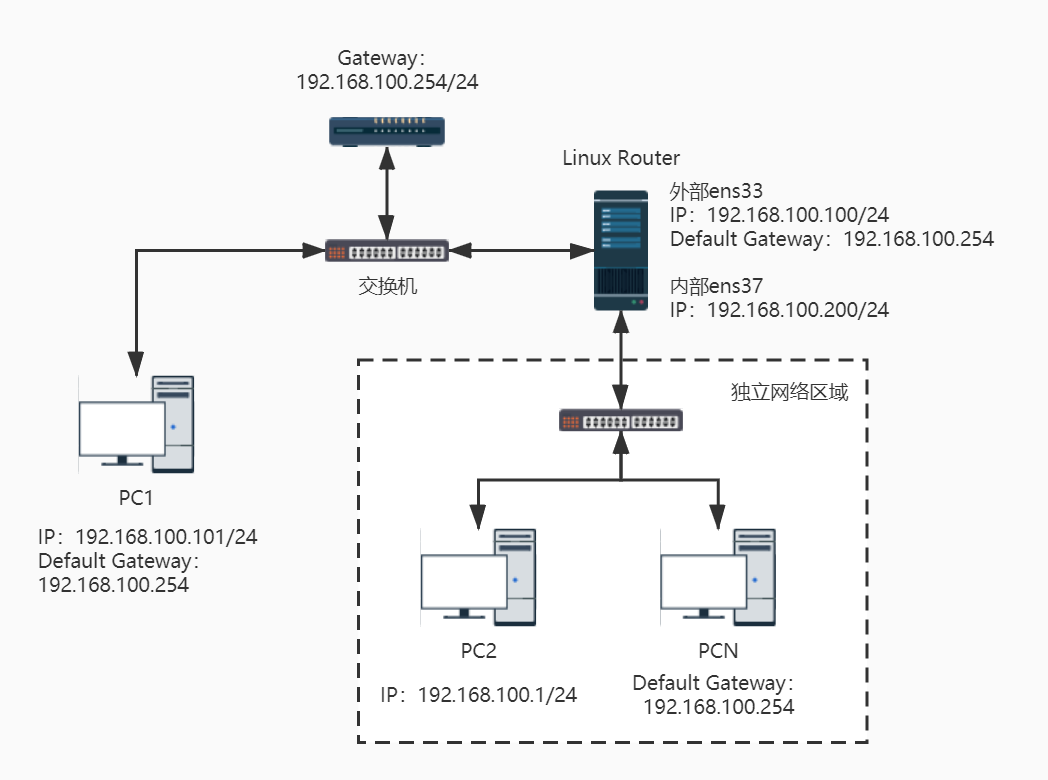 Gateway：
192.168.100.254/24
Linux Router
外部ens33
IP：192.168.100.100/24
Default Gateway：192.168.100.254
内部ens37
IP：192.168.100.200/24
交换机
独立网络区域
PC1
IP：192.168.100.101/24
Default Gateway：
192.168.100.254
PC2
IP：192.168.100.1/24
PCN
Default Gateway：
192.168.100.254